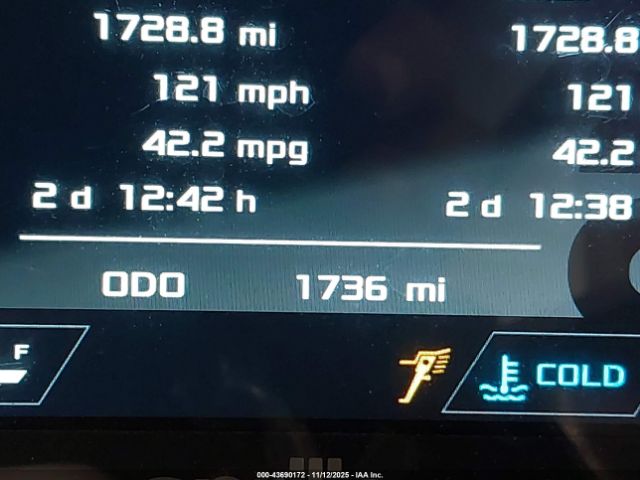 1728.8 mi 1728.8
121 mph 121
42.2 mpg 42.2
2 d 12:42 h 2 d 12:38
ODO 1736 mi
F
COLD
000-43690172 - 11/12/2025 - IAA Inc.